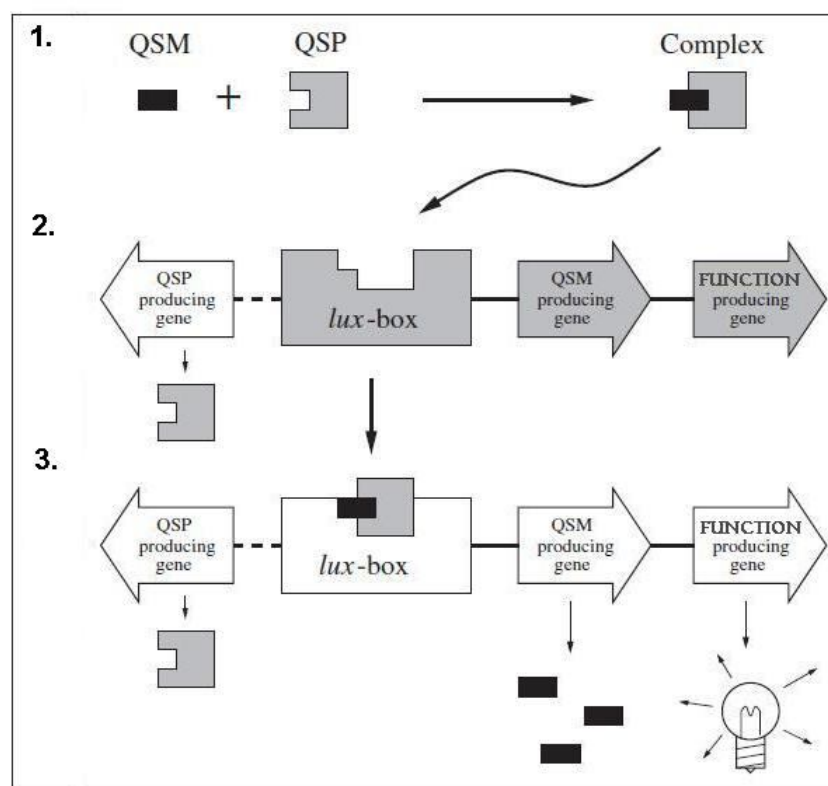 1.
QSM + QSP Complex
2.
QSP
producing
gene
lux-box
QSM
producing
gene
FUNCTION
producing
gene
3.
QSP
producing
gene
lux-box
QSM
producing
gene
FUNCTION
producing
gene